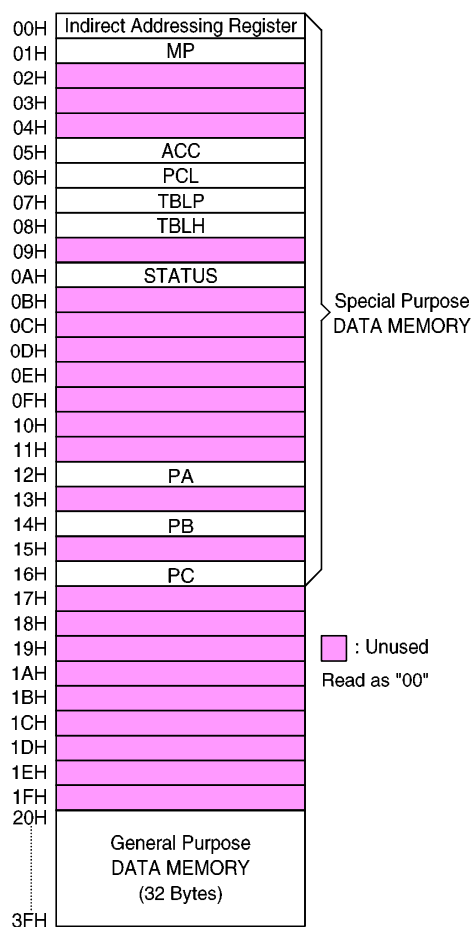 00H Indirect Addressing Register
01H MP
02H
03H
04H
05H ACC
06H PCL
07H TBLP
08H TBLH
09H
0AH STATUS
0BH
0CH
0DH
0EH
0FH
10H
11H
12H PA
13H
14H PB
15H
16H PC
17H
18H
19H
1AH
1BH
1CH
1DH
1EH
1FH
20H
General Purpose
DATA MEMORY
(32 Bytes)
3FH
Special Purpose
DATA MEMORY
: Unused
Read as "00"